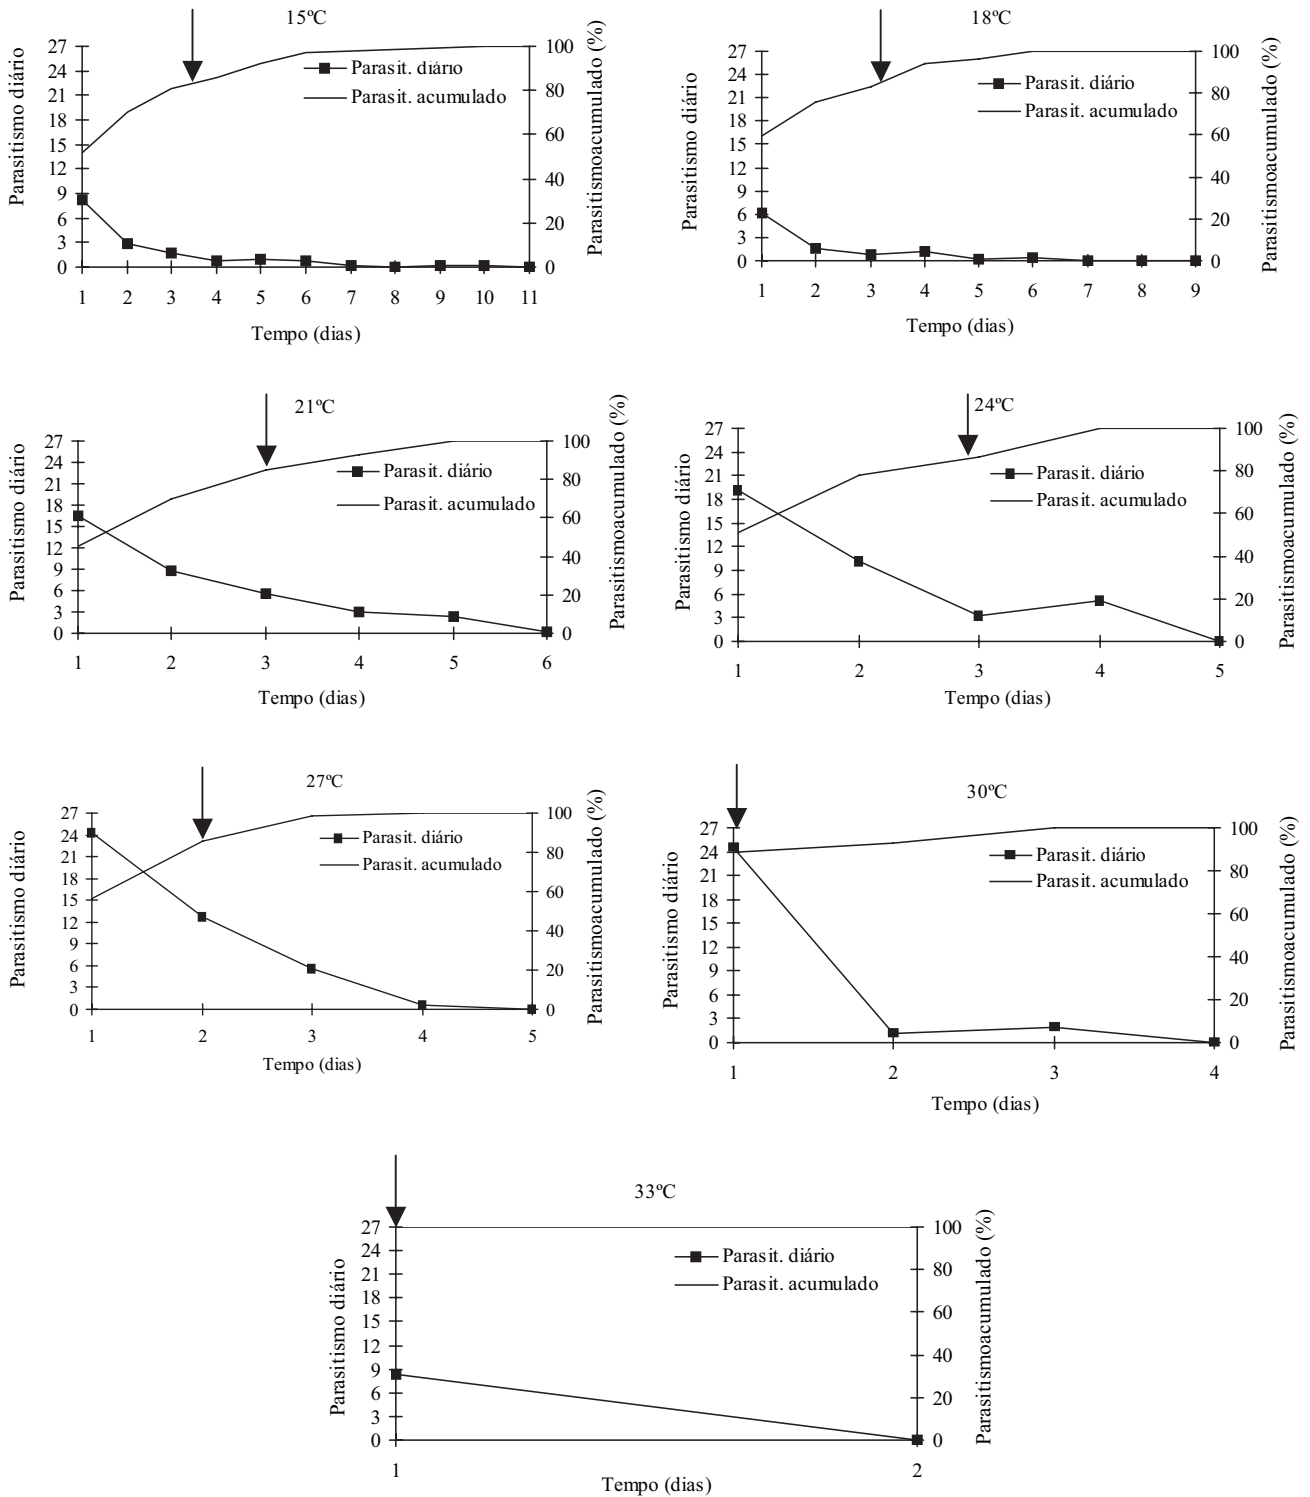 15ºC
Parasitismo diário
27
24
21
18
15
12
9
6
3
0
Parasit. diário
Parasit. acumulado
100
80
60
40
20
0
Parasitismoacumulado (%)
1 2 3 4 5 6 7 8 9 10 11
Tempo (dias)
18ºC
Parasitismo diário
27
24
21
18
15
12
9
6
3
0
Parasit. diário
Parasit. acumulado
100
80
60
40
20
0
Parasitismoacumulado (%)
1 2 3 4 5 6 7 8 9
Tempo (dias)
21ºC
Parasitismo diário
27
24
21
18
15
12
9
6
3
0
Parasit. diário
Parasit. acumulado
100
80
60
40
20
0
Parasitismoacumulado (%)
1 2 3 4 5 6
Tempo (dias)
24ºC
Parasitismo diário
27
24
21
18
15
12
9
6
3
0
Parasit. diário
Parasit. acumulado
100
80
60
40
20
0
Parasitismoacumulado (%)
1 2 3 4 5
Tempo (dias)
27ºC
Parasitismo diário
27
24
21
18
15
12
9
6
3
0
Parasit. diário
Parasit. acumulado
100
80
60
40
20
0
Parasitismoacumulado (%)
1 2 3 4 5
Tempo (dias)
30ºC
Parasitismo diário
27
24
21
18
15
12
9
6
3
0
Parasit. diário
Parasit. acumulado
100
80
60
40
20
0
Parasitismoacumulado (%)
1 2 3 4
Tempo (dias)
33ºC
Parasitismo diário
27
24
21
18
15
12
9
6
3
0
Parasit. diário
Parasit. acumulado
100
80
60
40
20
0
Parasitismoacumulado (%)
1 2
Tempo (dias)